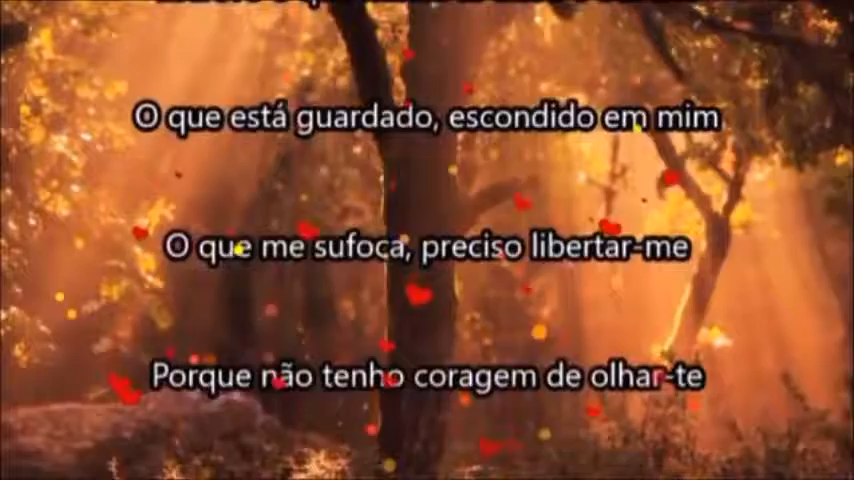 O que está guardado, escondido em mim
O que me sufoca, preciso libertar-me
Porque não tenho coragem de olhar-te